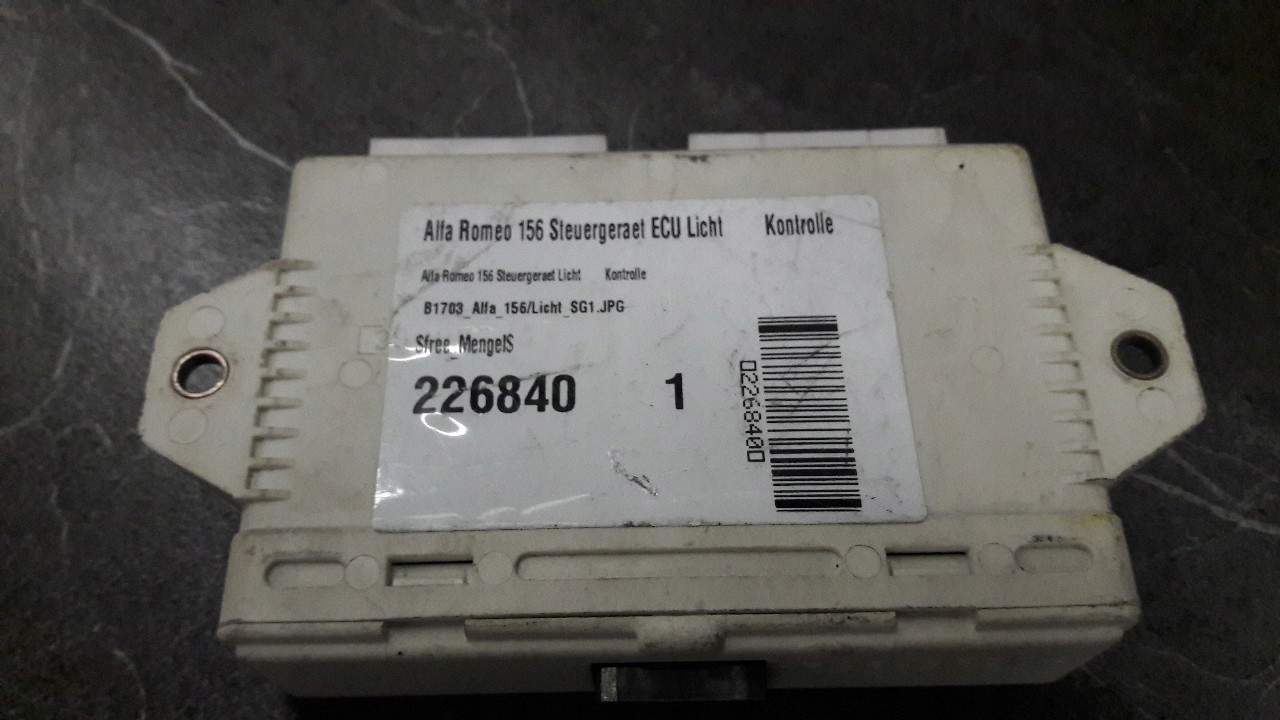 Alfa Romeo 156 Steuergeraet ECU Licht Kontrolle
Alfa Romeo 156 Steuergeraet Licht Kontrolle
B1703_Alfa_156/Licht_SG1.JPG
Sfree_MengelS
226840 1
02268400